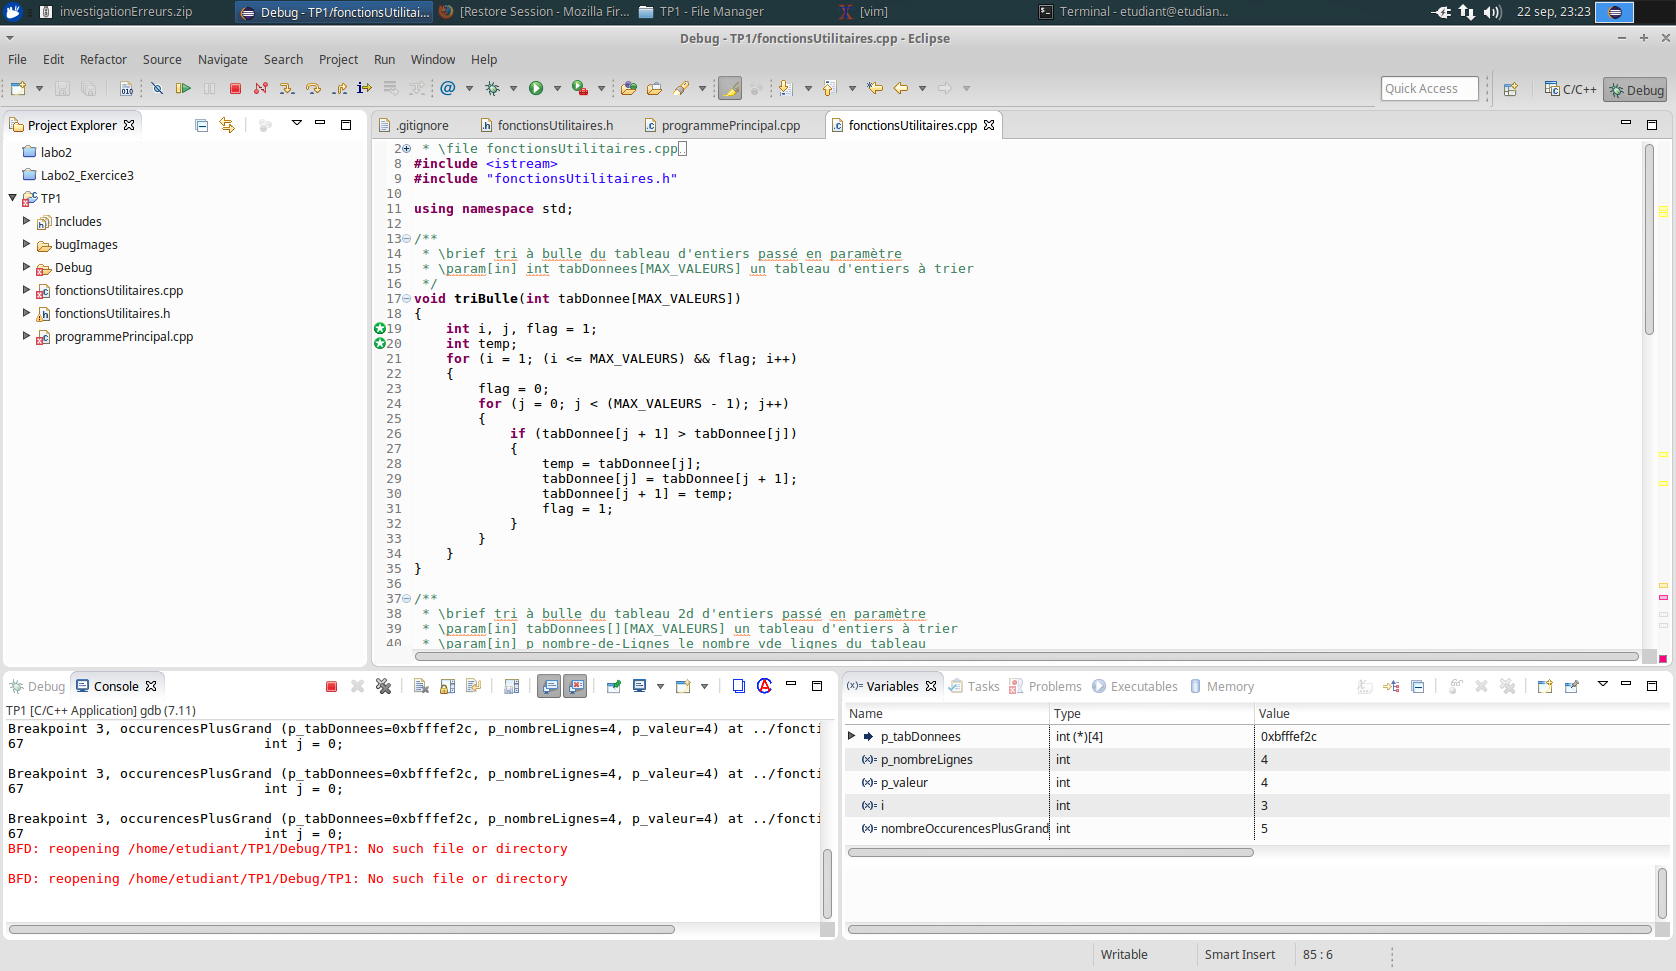 investigationErreurs.zip
Debug - TP1/fonctionsUtilitai...
[Restore Session - Mozilla Fir...
TP1 - File Manager
[vim]
Terminal - etudiant@etudian...
22 sep, 23:23
Debug - TP1/fonctionsUtilitaires.cpp - Eclipse
File Edit Refactor Source Navigate Search Project Run Window Help
Quick Access
C/C++
Debug
Project Explorer
labo2
Labo2_Exercice3
TP1
Includes
bugImages
Debug
fonctionsUtilitaires.cpp
fonctionsUtilitaires.h
programmePrincipal.cpp
.gitignore
fonctionsUtilitaires.h
programmePrincipal.cpp
fonctionsUtilitaires.cpp
2 * \file fonctionsUtilitaires.cpp
8 #include <istream>
9 #include "fonctionsUtilitaires.h"
10
11 using namespace std;
12
13 /**
14 * \brief tri à bulle du tableau d'entiers passé en paramètre
15 * \param[in] int tabDonnees[MAX_VALEURS] un tableau d'entiers à trier
16 */
17 void triBulle(int tabDonnee[MAX_VALEURS])
18 {
19 int i, j, flag = 1;
20 int temp;
21 for (i = 1; (i <= MAX_VALEURS) && flag; i++)
22 {
23 flag = 0;
24 for (j = 0; j < (MAX_VALEURS - 1); j++)
25 {
26 if (tabDonnee[j + 1] > tabDonnee[j])
27 {
28 temp = tabDonnee[j];
29 tabDonnee[j] = tabDonnee[j + 1];
30 tabDonnee[j + 1] = temp;
31 flag = 1;
32 }
33 }
34 }
35 }
36
37 /**
38 * \brief tri à bulle du tableau 2d d'entiers passé en paramètre
39 * \param[in] tabDonnees[][MAX_VALEURS] un tableau d'entiers à trier
40 * \param[in] p_nombre-de-Lignes le nombre vde lignes du tableau
Debug
Console
TP1 [C/C++ Application] gdb (7.11)
Breakpoint 3, occurencesPlusGrand (p_tabDonnees=0xbfffef2c, p_nombreLignes=4, p_valeur=4) at ../foncti
67 int j = 0;
Breakpoint 3, occurencesPlusGrand (p_tabDonnees=0xbfffef2c, p_nombreLignes=4, p_valeur=4) at ../foncti
67 int j = 0;
Breakpoint 3, occurencesPlusGrand (p_tabDonnees=0xbfffef2c, p_nombreLignes=4, p_valeur=4) at ../foncti
67 int j = 0;
BFD: reopening /home/etudiant/TP1/Debug/TP1: No such file or directory
BFD: reopening /home/etudiant/TP1/Debug/TP1: No such file or directory
(x)= Variables
Tasks
Problems
Executables
Memory
Name Type Value
p_tabDonnees int (*)[4] 0xbfffef2c
(x)= p_nombreLignes int 4
(x)= p_valeur int 4
(x)= i int 3
(x)= nombreOccurencesPlusGrand int 5
Writable
Smart Insert
85 : 6